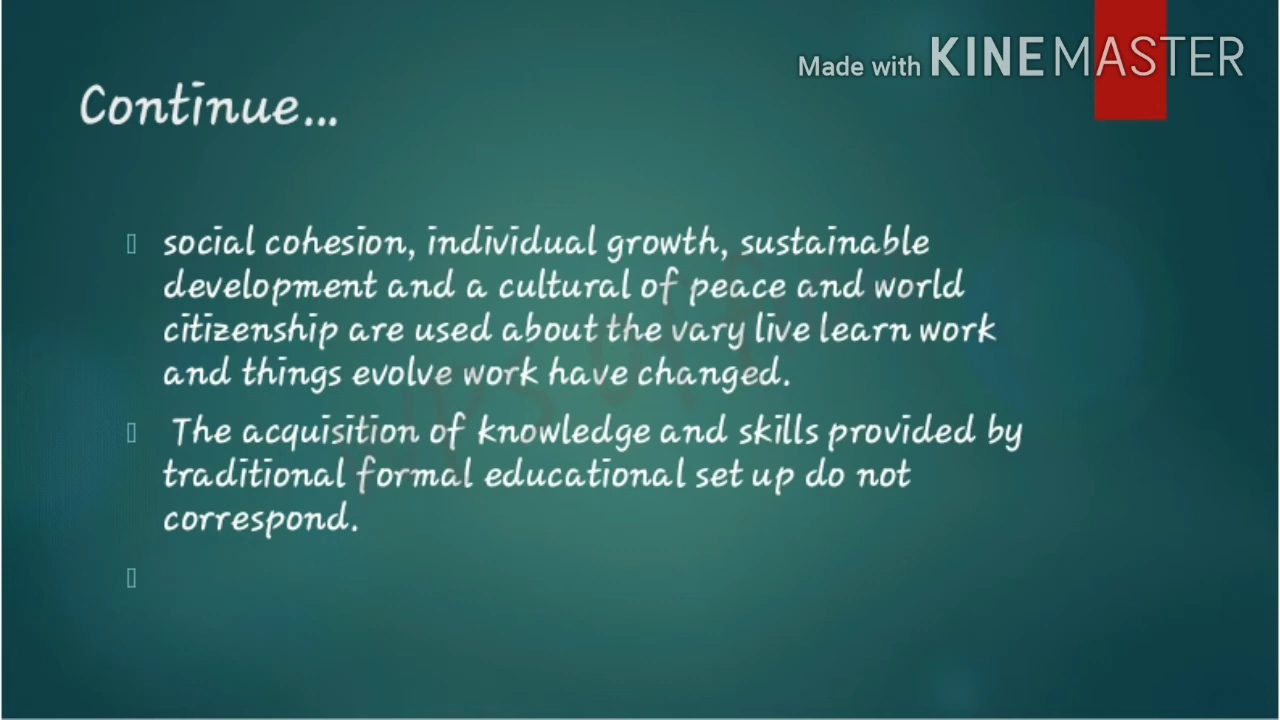 Made with KINEMASTER
Continue...
social cohesion, individual growth, sustainable
development and a cultural of peace and world
citizenship are used about the vary live learn work
and things evolve work have changed.
The acquisition of knowledge and skills provided by
traditional formal educational set up do not
correspond.